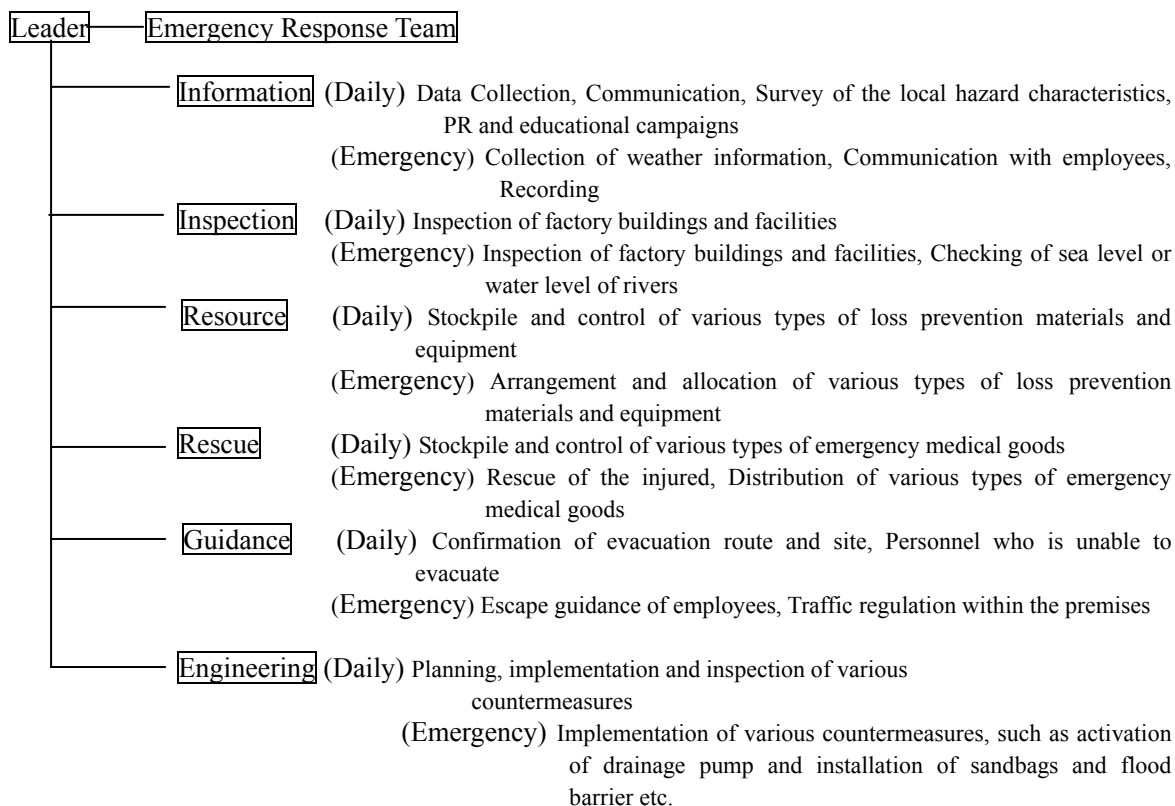 Leader Emergency Response Team
Information (Daily) Data Collection, Communication, Survey of the local hazard characteristics,
PR and educational campaigns
(Emergency) Collection of weather information, Communication with employees,
Recording
Inspection (Daily) Inspection of factory buildings and facilities
(Emergency) Inspection of factory buildings and facilities, Checking of sea level or
water level of rivers
Resource (Daily) Stockpile and control of various types of loss prevention materials and
equipment
(Emergency) Arrangement and allocation of various types of loss prevention
materials and equipment
Rescue (Daily) Stockpile and control of various types of emergency medical goods
(Emergency) Rescue of the injured, Distribution of various types of emergency
medical goods
Guidance (Daily) Confirmation of evacuation route and site, Personnel who is unable to
evacuate
(Emergency) Escape guidance of employees, Traffic regulation within the premises
Engineering (Daily) Planning, implementation and inspection of various
countermeasures
(Emergency) Implementation of various countermeasures, such as activation
of drainage pump and installation of sandbags and flood
barrier etc.